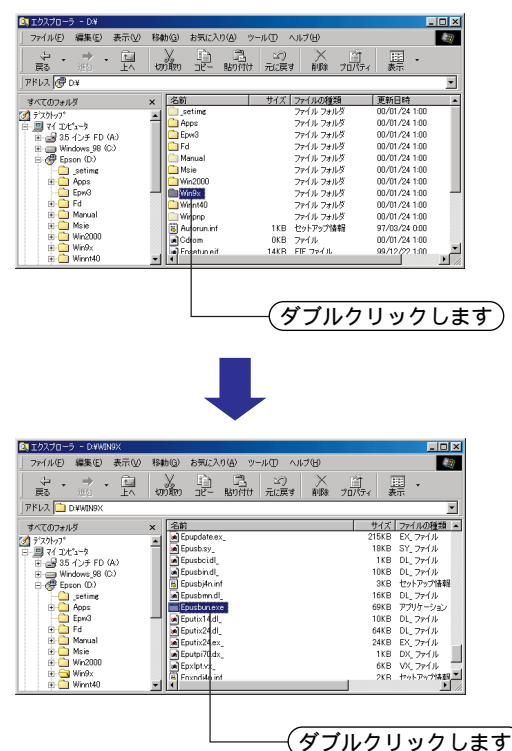 エクスプローラ - D:¥
ファイル(F) 編集(E) 表示(V) 移動(G) お気に入り(A) ツール(T) ヘルプ(H)
戻る 進む 上へ 切り取り コピー 貼り付け 元に戻す 削除 プロパティ 表示
アドレス D:¥
すべてのフォルダ ×
デスクトップ
マイ コンピュータ
3.5 インチ FD (A:)
Windows_98 (C:)
Epson (D:)
_setimg
Apps
Epw3
Fd
Manual
Msie
Win2000
Win9x
Winnt40
名前 サイズ ファイルの種類 更新日時
_setimg ファイル フォルダ 00/01/24 1:00
Apps ファイル フォルダ 00/01/24 1:00
Epw3 ファイル フォルダ 00/01/24 1:00
Fd ファイル フォルダ 00/01/24 1:00
Manual ファイル フォルダ 00/01/24 1:00
Msie ファイル フォルダ 00/01/24 1:00
Win2000 ファイル フォルダ 00/01/24 1:00
Win9x ファイル フォルダ 00/01/24 1:00
Winnt40 ファイル フォルダ 00/01/24 1:00
Winpnp ファイル フォルダ 00/01/24 1:00
Autorun.inf 1KB セットアップ情報 97/03/24 0:00
Cdrom 0KB ファイル 00/01/24 1:00
Epsetup.eif 14KB EIF ファイル 99/12/22 1:00
ダブルクリックします
エクスプローラ - D:¥WIN9X
ファイル(F) 編集(E) 表示(V) 移動(G) お気に入り(A) ツール(T) ヘルプ(H)
戻る 進む 上へ 切り取り コピー 貼り付け 元に戻す 削除 プロパティ 表示
アドレス D:¥WIN9X
すべてのフォルダ ×
デスクトップ
マイ コンピュータ
3.5 インチ FD (A:)
Windows_98 (C:)
Epson (D:)
_setimg
Apps
Epw3
Fd
Manual
Msie
Win2000
Win9x
Winnt40
名前 サイズ ファイルの種類
Epupdate.ex_ 215KB EX_ ファイル
Epusb.sy_ 18KB SY_ ファイル
Epusbci.dl_ 1KB DL_ ファイル
Epusbin.dl_ 10KB DL_ ファイル
Epusbj4n.inf 3KB セットアップ情報
Epusbmn.dl_ 16KB DL_ ファイル
Epusbun.exe 69KB アプリケーション
Eputix14.dl_ 10KB DL_ ファイル
Eputix24.dl_ 64KB DL_ ファイル
Eputix24.ex_ 24KB EX_ ファイル
Eputpi70.dx_ 1KB DX_ ファイル
Epxlpt.vx_ 6KB VX_ ファイル
2KB セットアップ情報
ダブルクリックします